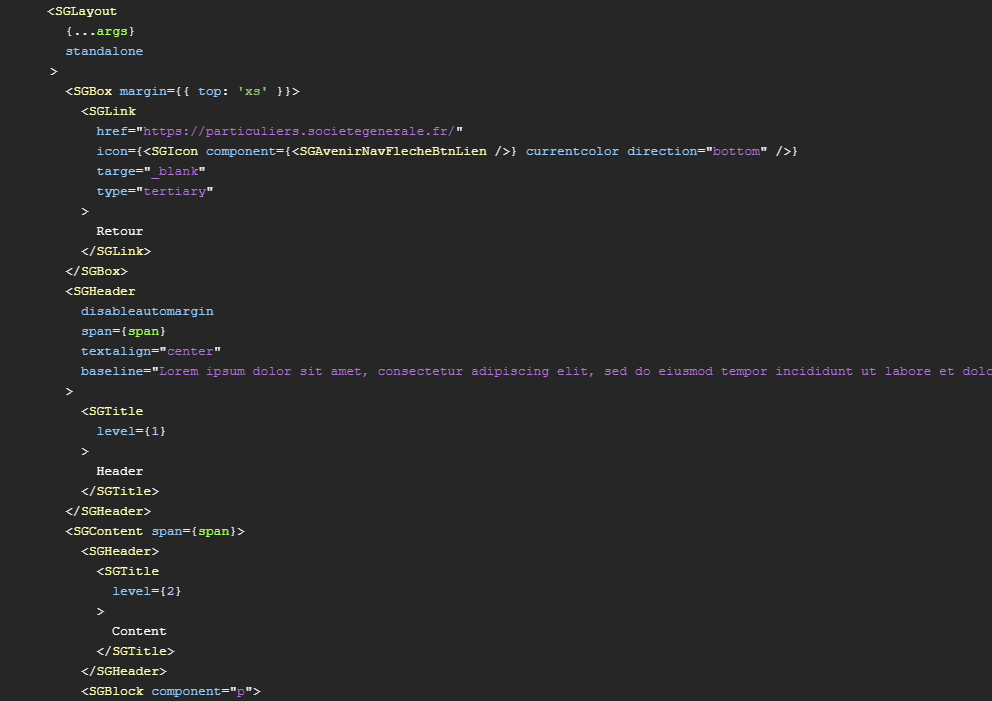 <SGLayout
{...args}
standalone
>
<SGBox margin={{ top: 'xs' }}>
<SGLink
href="https://particuliers.societegenerale.fr/"
icon={<SGIcon component={<SGAvenirNavFlecheBtnLien />} currentcolor direction="bottom" />}
targe="_blank"
type="tertiary"
>
Retour
</SGLink>
</SGBox>
<SGHeader
disableautomargin
span={span}
textalign="center"
baseline="Lorem ipsum dolor sit amet, consectetur adipiscing elit, sed do eiusmod tempor incididunt ut labore et dolo
>
<SGTitle
level={1}
>
Header
</SGTitle>
</SGHeader>
<SGContent span={span}>
<SGHeader>
<SGTitle
level={2}
>
Content
</SGTitle>
</SGHeader>
<SGBlock component="p">